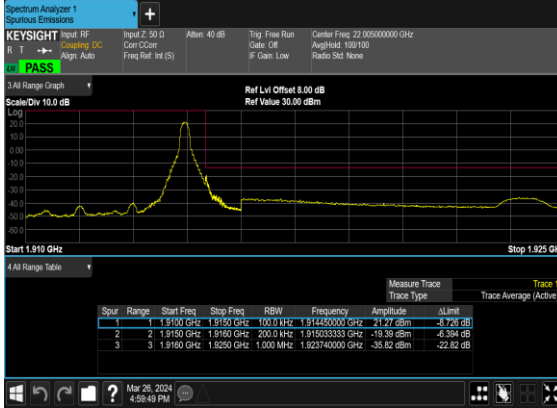 Spectrum Analyzer 1
Spurious Emissions
+
KEYSIGHT Input: RF Input Z: 50 Ω Atten: 40 dB Trig: Free Run Center Freq: 22.005000000 GHz
R T Coupling: DC Corr CCorr Gate: Off Avg|Hold: 100/100
Align: Auto Freq Ref: Int (S) IF Gain: Low Radio Std: None
LXI PASS
3 All Range Graph
Ref Lvl Offset 8.00 dB
Scale/Div 10.0 dB Ref Value 30.00 dBm
Log
20.0
10.0
0.00
-10.0
-20.0
-30.0
-40.0
-50.0
-60.0
Start 1.910 GHz Stop 1.925 GH
4 All Range Table
Measure Trace Trace 1
Trace Type Trace Average (Active
Spur Range Start Freq Stop Freq RBW Frequency Amplitude ΔLimit
1 1 1.9100 GHz 1.9150 GHz 100.0 kHz 1.914450000 GHz 21.27 dBm -8.726 dB
2 2 1.9150 GHz 1.9160 GHz 200.0 kHz 1.915033333 GHz -19.39 dBm -6.394 dB
3 3 1.9160 GHz 1.9250 GHz 1.000 MHz 1.923740000 GHz -35.82 dBm -22.82 dB
? Mar 26, 2024
4:59:49 PM